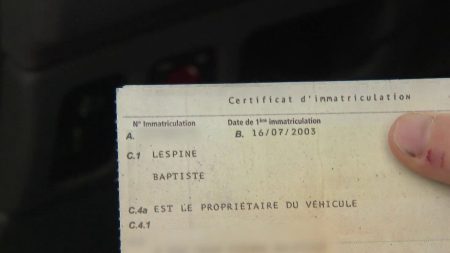 Certificat d'immatriculation
N° Immatriculation Date de 1ère immatriculation
A. B. 16/07/2003
C.1 LESPINE
BAPTISTE
C.4a EST LE PROPRIÉTAIRE DU VÉHICULE
C.4.1